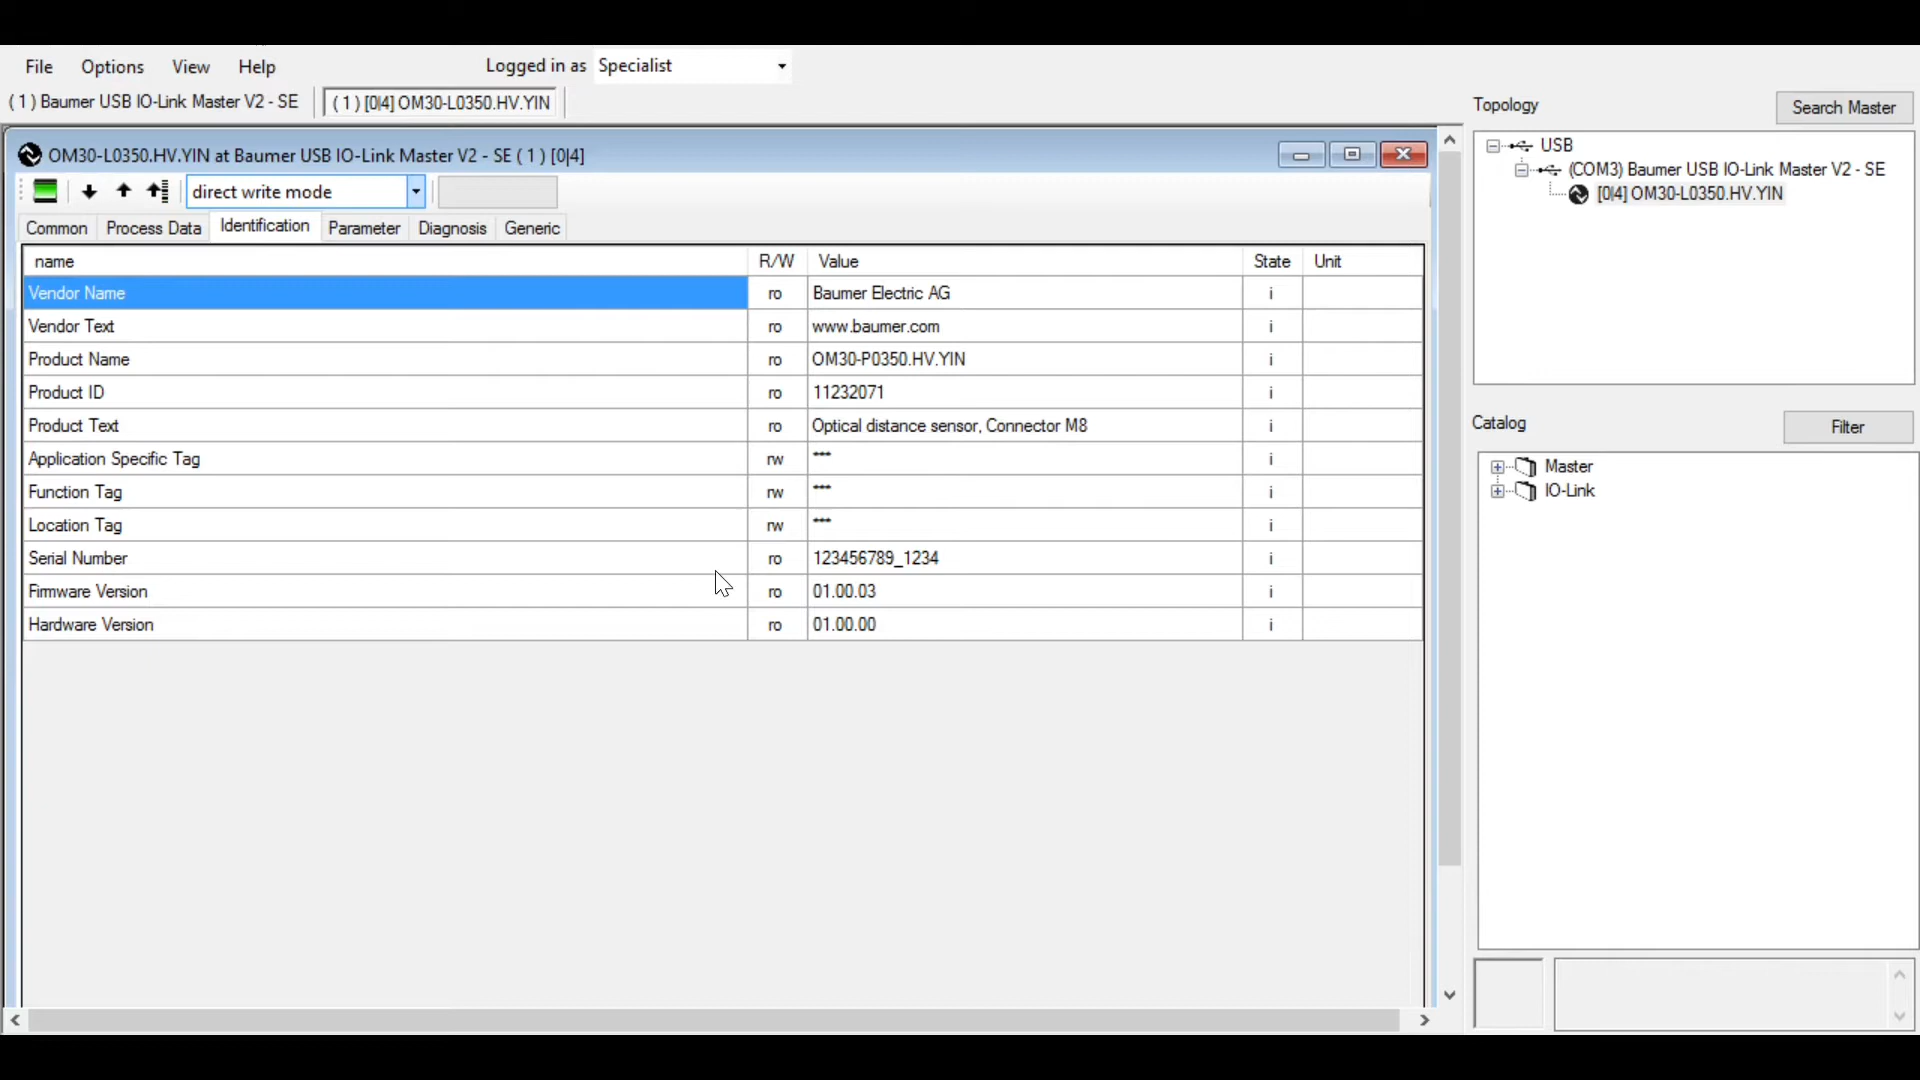 File Options View Help Logged in as Specialist
( 1 ) Baumer USB IO-Link Master V2 - SE ( 1 ) [0|4] OM30-L0350.HV.YIN
OM30-L0350.HV.YIN at Baumer USB IO-Link Master V2 - SE ( 1 ) [0|4]
direct write mode
Common Process Data Identification Parameter Diagnosis Generic
name R/W Value State Unit
Vendor Name ro Baumer Electric AG i
Vendor Text ro www.baumer.com i
Product Name ro OM30-P0350.HV.YIN i
Product ID ro 11232071 i
Product Text ro Optical distance sensor, Connector M8 i
Application Specific Tag rw *** i
Function Tag rw *** i
Location Tag rw *** i
Serial Number ro 123456789_1234 i
Firmware Version ro 01.00.03 i
Hardware Version ro 01.00.00 i
Topology Search Master
USB
(COM3) Baumer USB IO-Link Master V2 - SE
[0|4] OM30-L0350.HV.YIN
Catalog Filter
Master
IO-Link